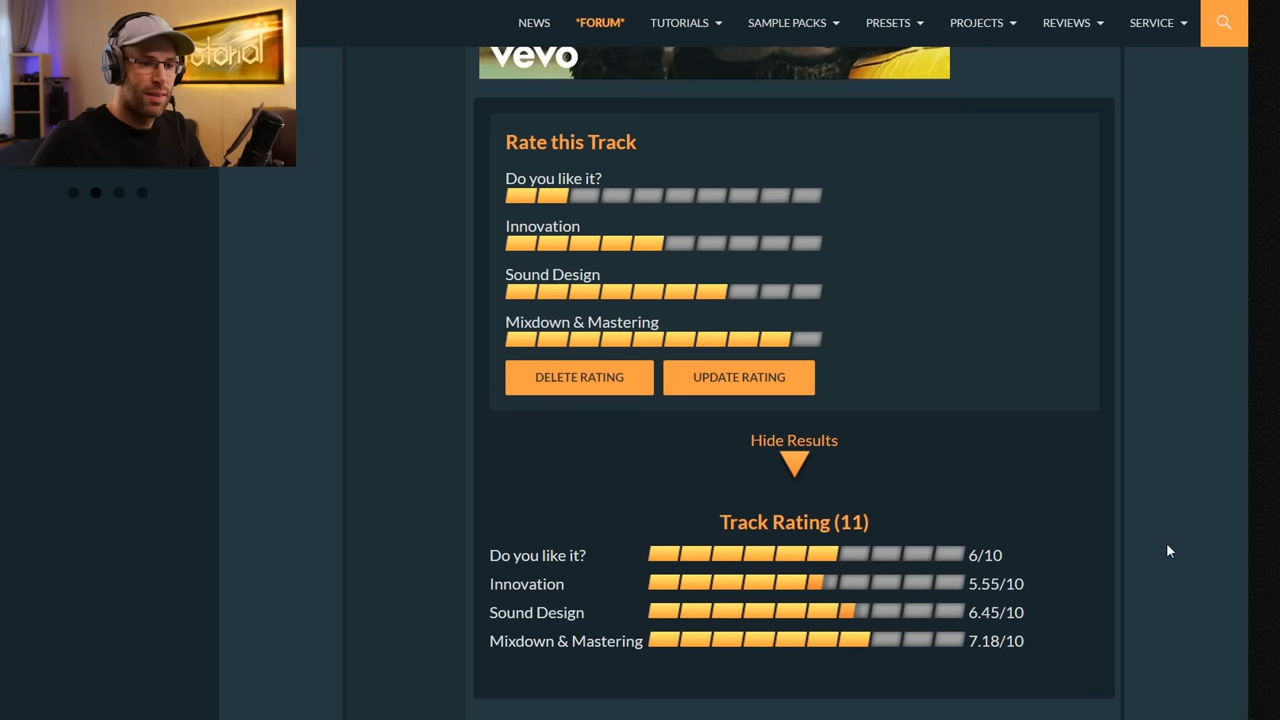 NEWS *FORUM* TUTORIALS SAMPLE PACKS PRESETS PROJECTS REVIEWS SERVICE
vevo
Rate this Track
Do you like it?
Innovation
Sound Design
Mixdown & Mastering
DELETE RATING UPDATE RATING
Hide Results
Track Rating (11)
Do you like it? 6/10
Innovation 5.55/10
Sound Design 6.45/10
Mixdown & Mastering 7.18/10